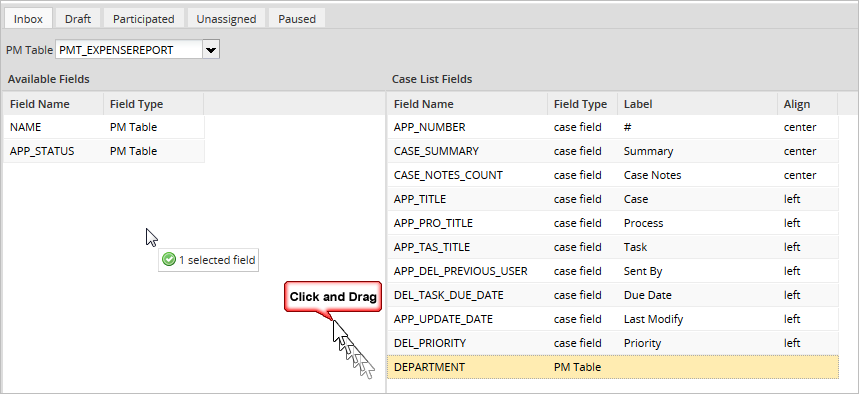 Inbox Draft Participated Unassigned Paused
PM Table PMT_EXPENSEREPORT
Available Fields
Field Name Field Type
NAME PM Table
APP_STATUS PM Table
1 selected field
Click and Drag
Case List Fields
Field Name Field Type Label Align
APP_NUMBER case field # center
CASE_SUMMARY case field Summary center
CASE_NOTES_COUNT case field Case Notes center
APP_TITLE case field Case left
APP_PRO_TITLE case field Process left
APP_TAS_TITLE case field Task left
APP_DEL_PREVIOUS_USER case field Sent By left
DEL_TASK_DUE_DATE case field Due Date left
APP_UPDATE_DATE case field Last Modify left
DEL_PRIORITY case field Priority left
DEPARTMENT PM Table